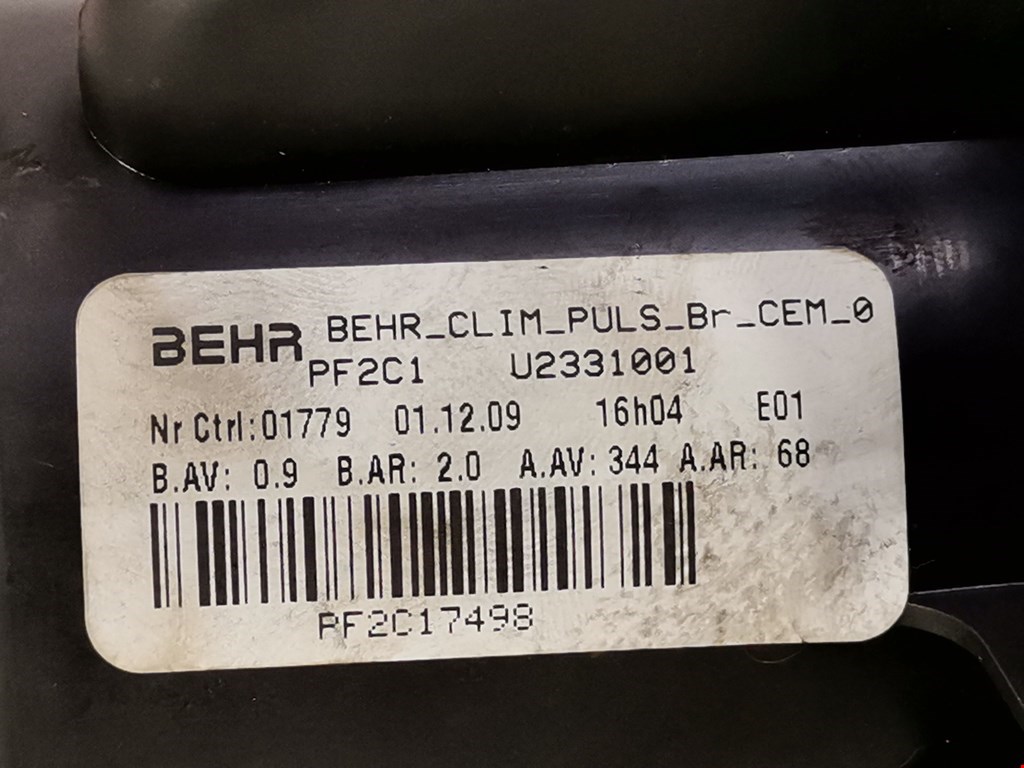 BEHR BEHR_CLIM_PULS_Br_CEM_0
PF2C1 U2331001
Nr Ctrl:01779 01.12.09 16h04 E01
B.AV: 0.9 B.AR: 2.0 A.AV: 344 A.AR: 68
PF2C17498